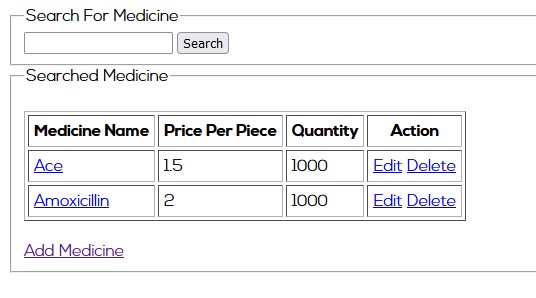 Search For Medicine
Search
Searched Medicine
Medicine Name Price Per Piece Quantity Action
Ace 1.5 1000 Edit Delete
Amoxicillin 2 1000 Edit Delete
Add Medicine